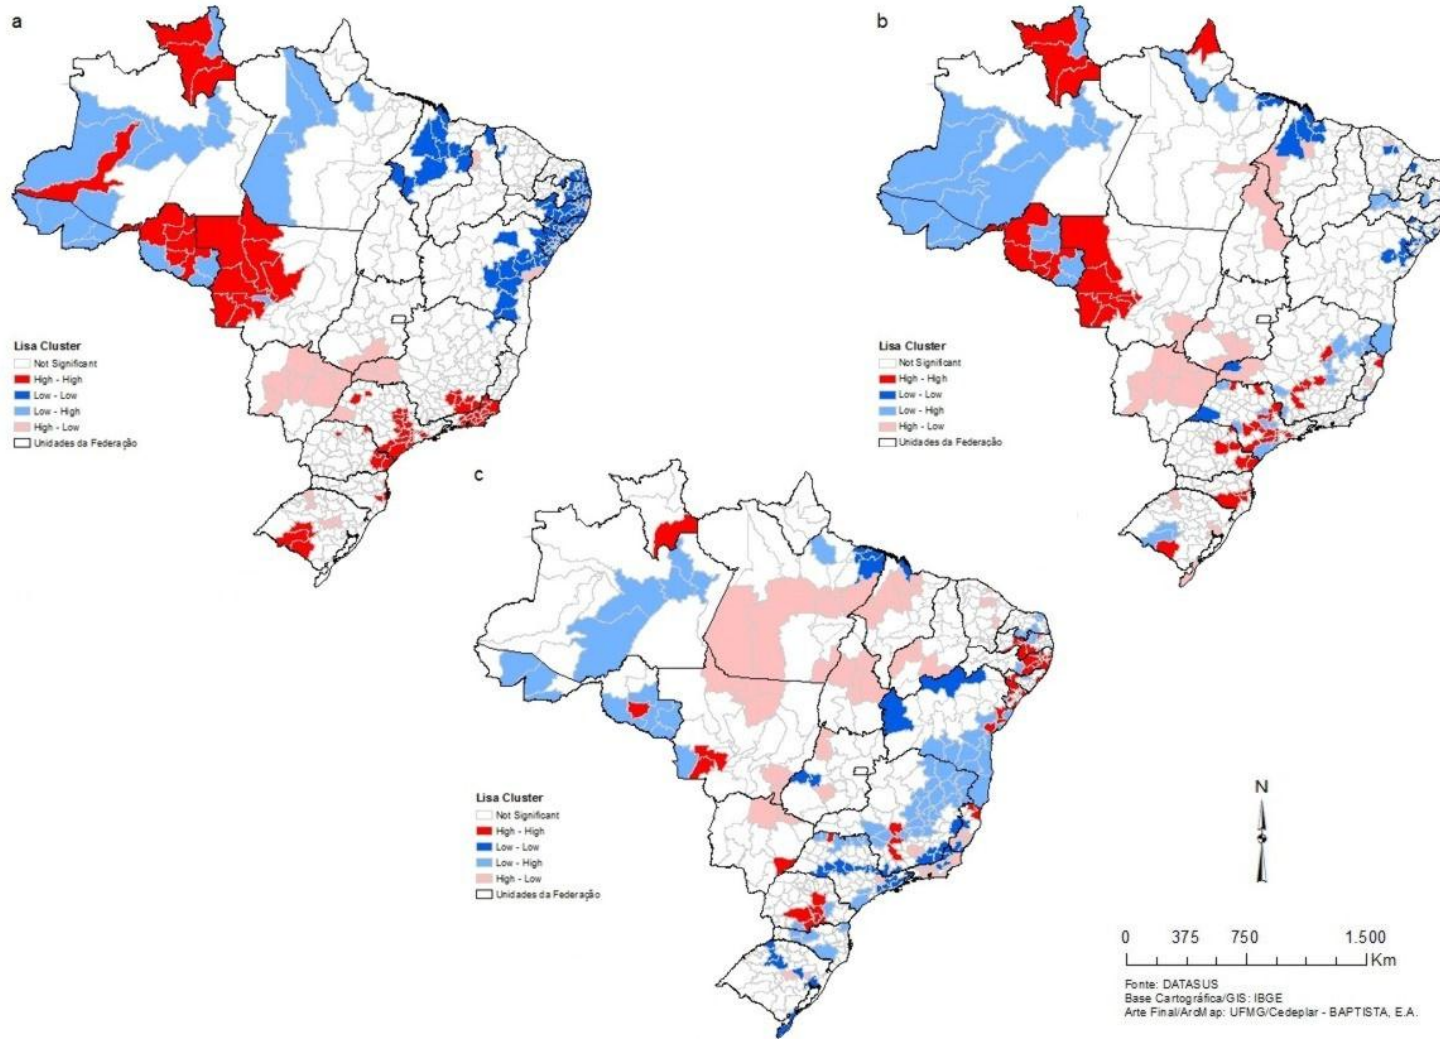 a
b
Lisa Cluster
Not Significant
High - High
Low - Low
Low - High
High - Low
Unidades da Federação
Lisa Cluster
Not Significant
High - High
Low - Low
Low - High
High - Low
Unidades da Federação
c
Lisa Cluster
Not Significant
High - High
Low - Low
Low - High
High - Low
Unidades da Federação
N
0 375 750 1.500
Km
Fonte: DATASUS
Base Cartográfica/GIS: IBGE
Arte Final/ArcMap: UFMG/Cedeplar - BAPTISTA, E.A.